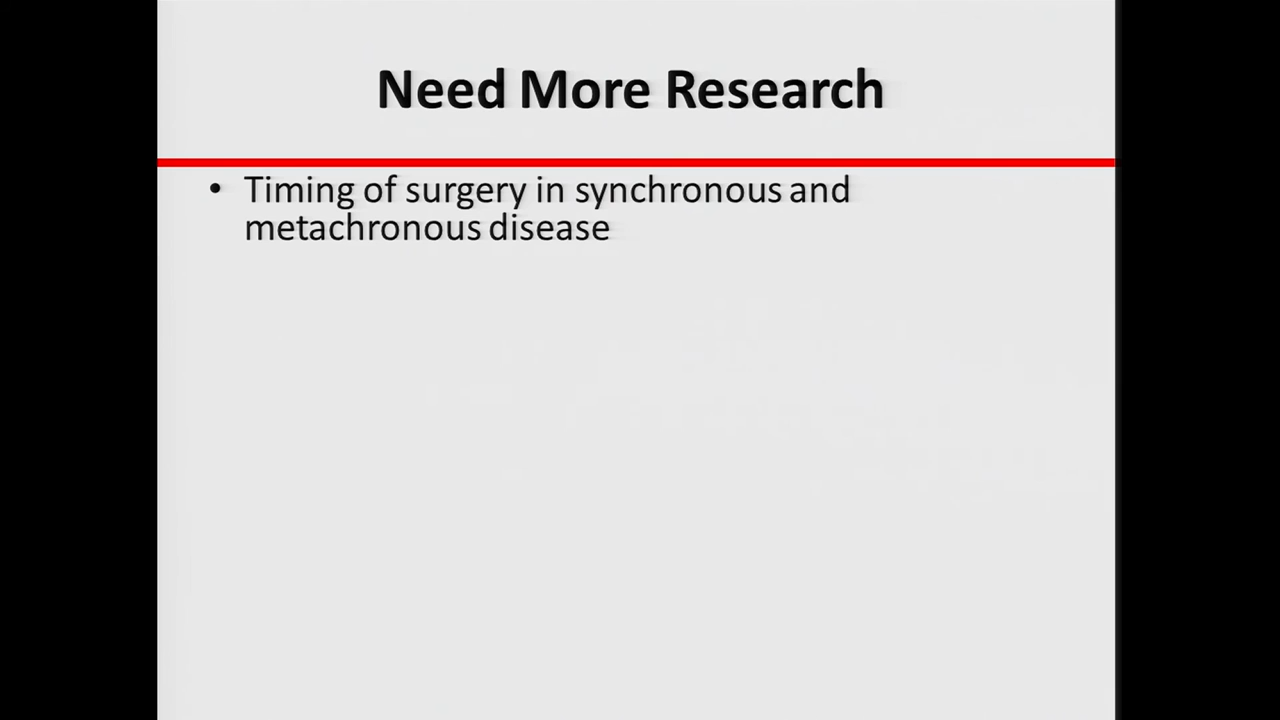 Need More Research
• Timing of surgery in synchronous and
metachronous disease